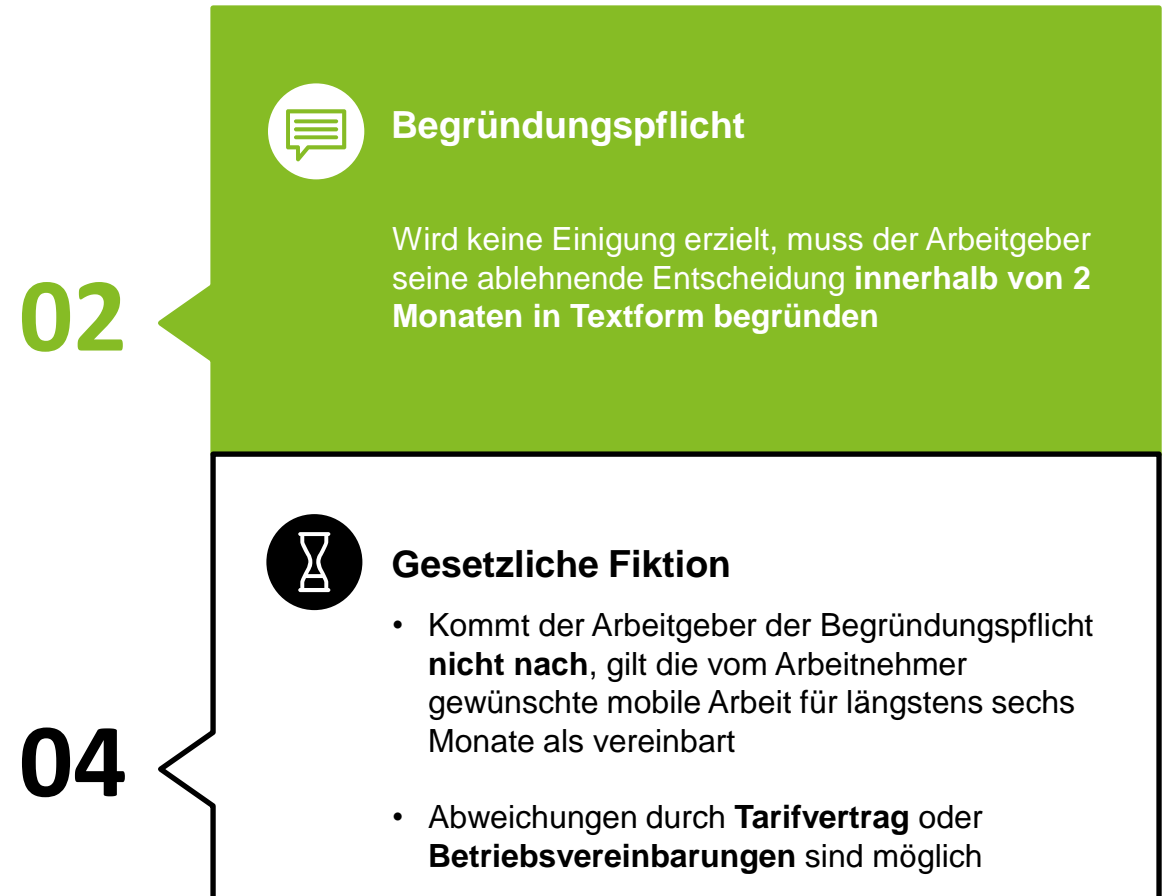 Begründungspflicht
Wird keine Einigung erzielt, muss der Arbeitgeber
seine ablehnende Entscheidung innerhalb von 2
Monaten in Textform begründen
02
Gesetzliche Fiktion
• Kommt der Arbeitgeber der Begründungspflicht
nicht nach, gilt die vom Arbeitnehmer
gewünschte mobile Arbeit für längstens sechs
Monate als vereinbart
04
• Abweichungen durch Tarifvertrag oder
Betriebsvereinbarungen sind möglich